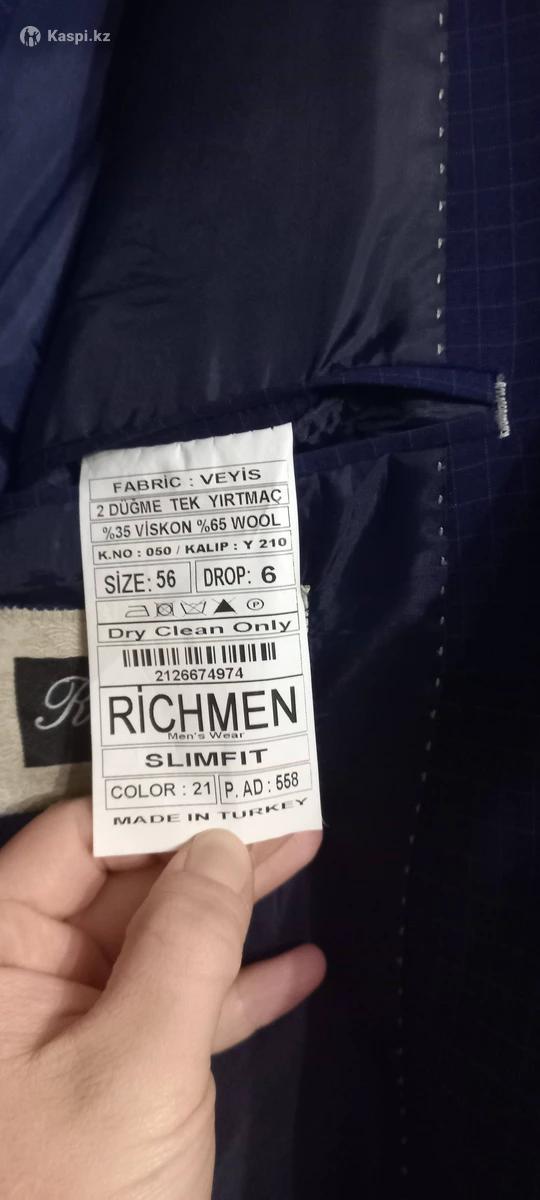 Kaspi.kz
FABRİC : VEYİS
2 DÜĞME TEK YIRTMAÇ
%35 VİSKON %65 WOOL
K.NO : 050 / KALIP : Y 210
SİZE: 56 DROP: 6
P
Dry Clean Only
2126674974
RİCHMEN
Men's Wear
SLIMFIT
COLOR : 21 P. AD : 558
MADE IN TURKEY
R